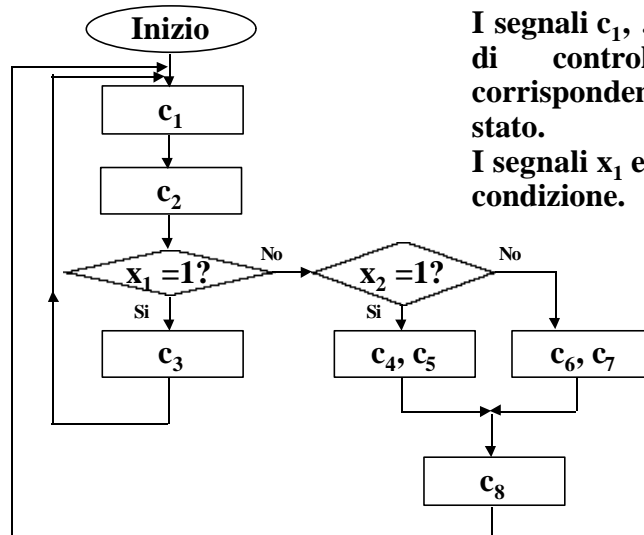 Inizio
I segnali c₁,
di control
corrisponden
stato.
I segnali x₁ e
condizione.
c₁
c₂
x₁ =1?
No
x₂ =1?
No
Si
Si
c₃
c₄, c₅
c₆, c₇
c₈